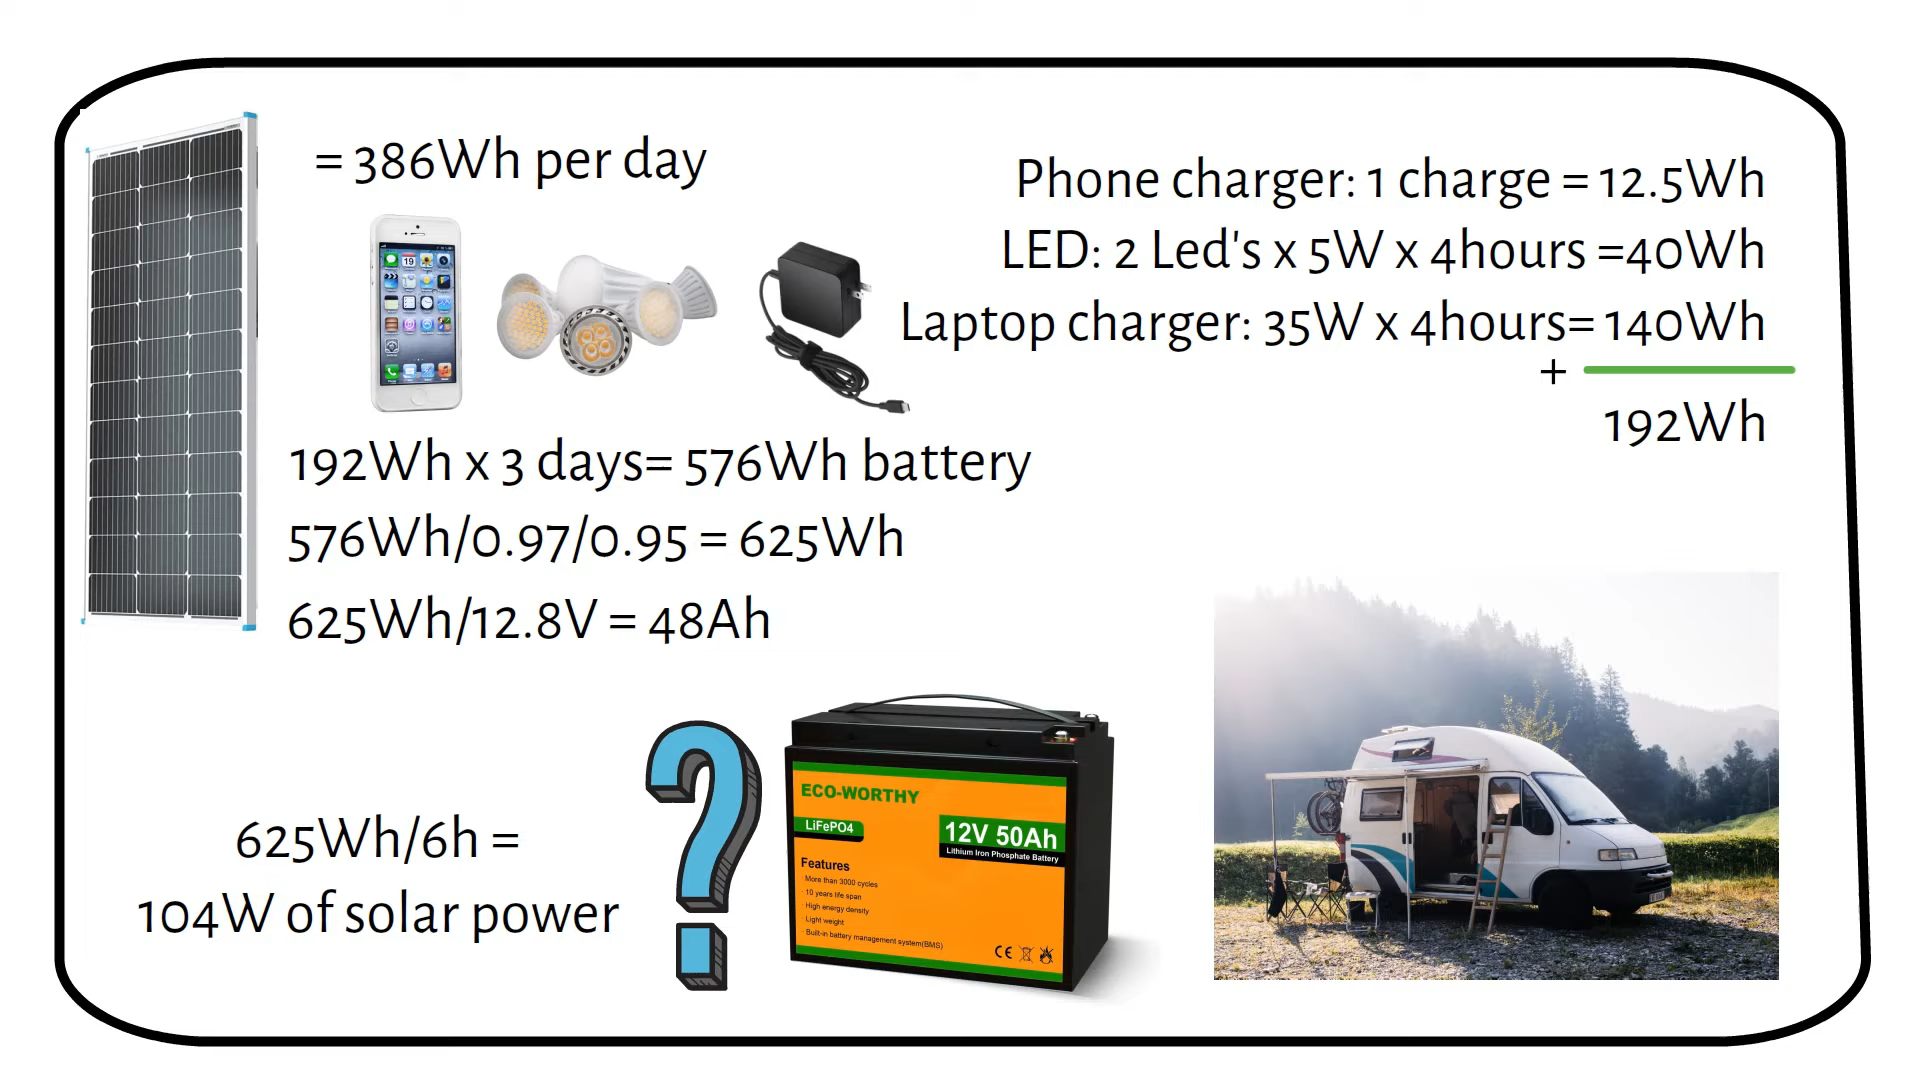 = 386Wh per day
Phone charger: 1 charge = 12.5Wh
LED: 2 Led's x 5W x 4hours =40Wh
Laptop charger: 35W x 4hours= 140Wh
+
192Wh
192Wh x 3 days= 576Wh battery
576Wh/0.97/0.95 = 625Wh
625Wh/12.8V = 48Ah
625Wh/6h =
104W of solar power
?
ECO-WORTHY
LiFePO4
12V 50Ah
Lithium Iron Phosphate Battery
Features
· More than 3000 cycles
· 10 years life span
· High energy density
· Light weight
· Built-in battery management system(BMS)
CE